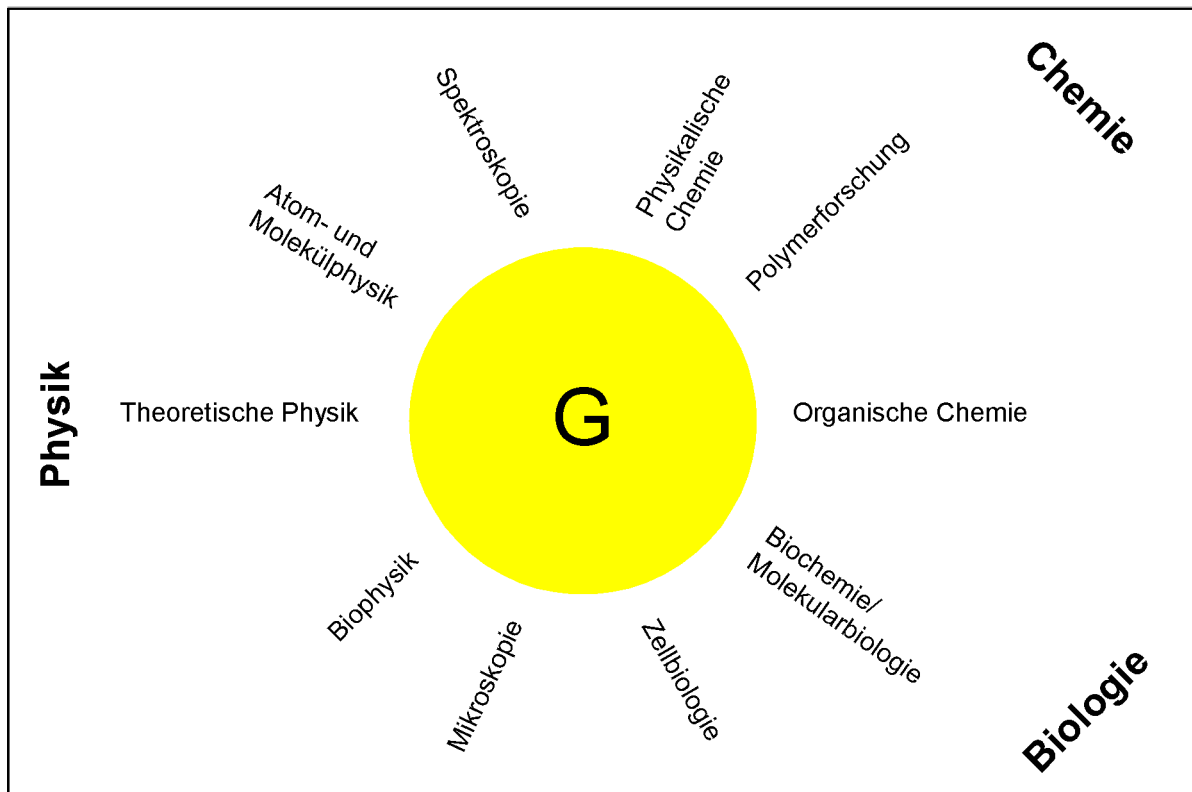 Chemie
Spektroskopie
Physikalische
Chemie
Polymerforschung
Atom- und
Molekülphysik
Physik
Theoretische Physik
G
Organische Chemie
Biophysik
Mikroskopie
Zellbiologie
Biochemie/
Molekularbiologie
Biologie